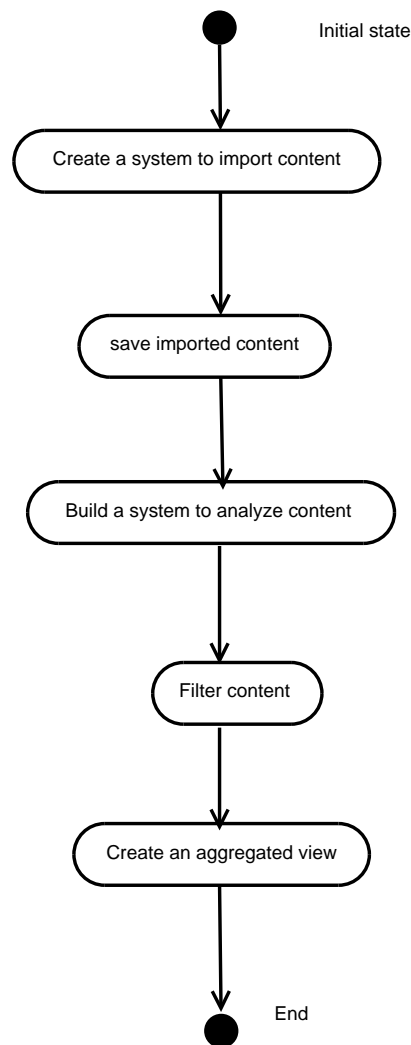 Initial state
Create a system to import content
save imported content
Build a system to analyze content
Filter content
Create an aggregated view
End